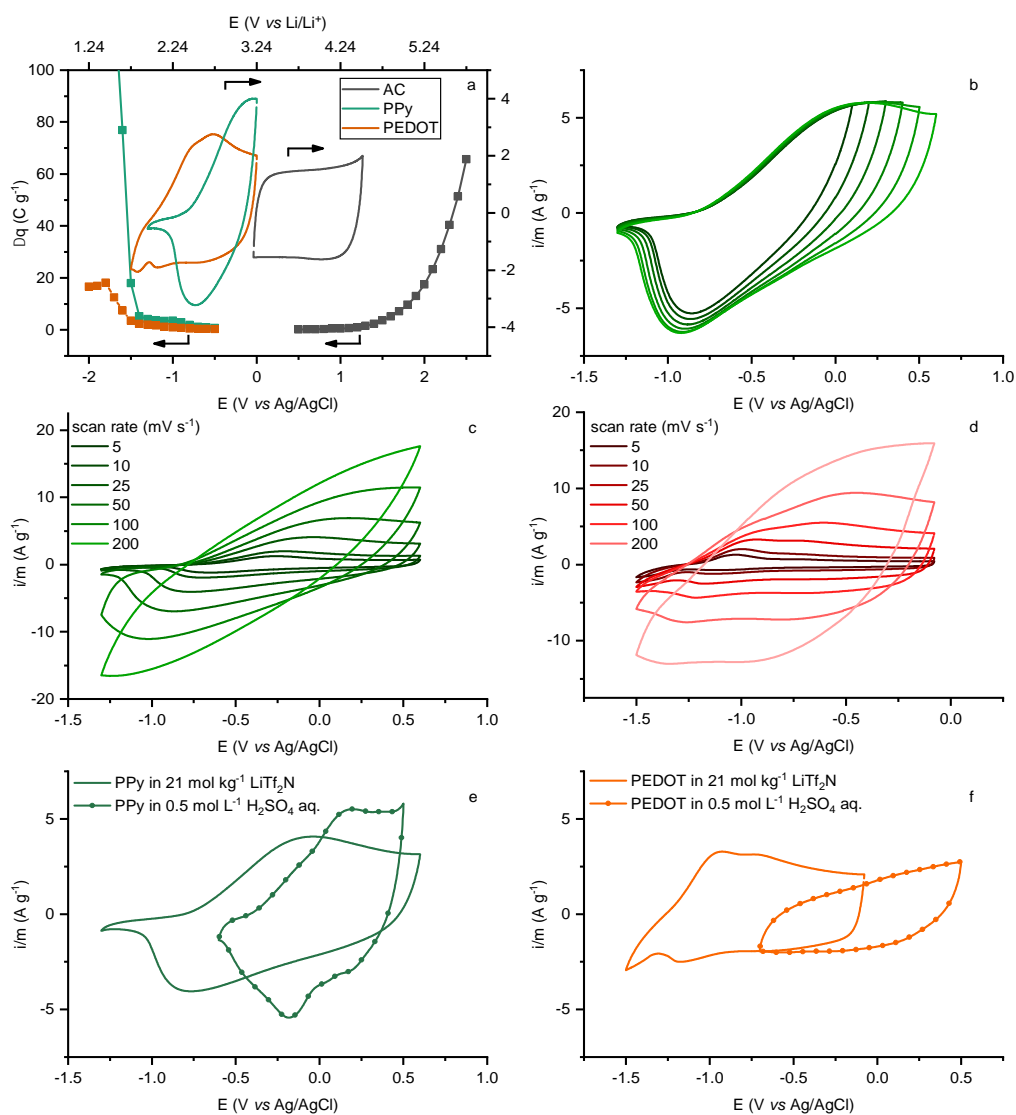 E (V vs Li/Li⁺)
1.24 2.24 3.24 4.24 5.24
100
80
60
40
20
0
Dq(C g⁻¹)
a
AC
PPy
PEDOT
4
2
0
-2
-4
-2 -1 0 1 2
E (V vs Ag/AgCl)
b
5
0
-5
i/m (A g⁻¹)
-1.5 -1.0 -0.5 0.0 0.5 1.0
E (V vs Ag/AgCl)
c
scan rate (mV s⁻¹)
5
10
25
50
100
200
20
10
0
-10
-20
i/m (A g⁻¹)
-1.5 -1.0 -0.5 0.0 0.5 1.0
E (V vs Ag/AgCl)
d
scan rate (mV s⁻¹)
5
10
25
50
100
200
20
10
0
-10
i/m (A g⁻¹)
-1.5 -1.0 -0.5 0.0
E (V vs Ag/AgCl)
e
PPy in 21 mol kg⁻¹ LiTf₂N
PPy in 0.5 mol L⁻¹ H₂SO₄ aq.
5
0
-5
i/m (A g⁻¹)
-1.5 -1.0 -0.5 0.0 0.5 1.0
E (V vs Ag/AgCl)
f
PEDOT in 21 mol kg⁻¹ LiTf₂N
PEDOT in 0.5 mol L⁻¹ H₂SO₄ aq.
5
0
-5
i/m (A g⁻¹)
-1.5 -1.0 -0.5 0.0 0.5
E (V vs Ag/AgCl)